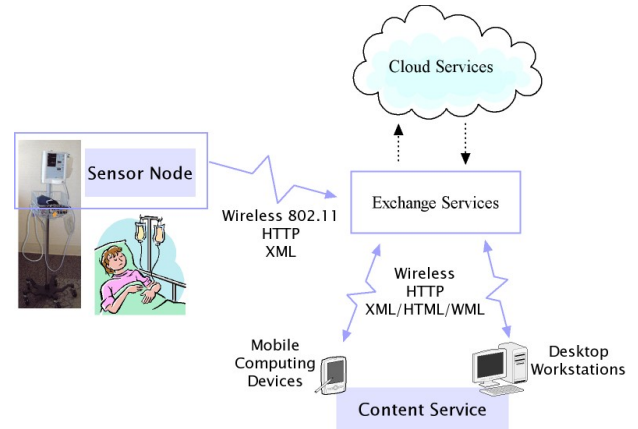 Cloud Services
Sensor Node
Exchange Services
Wireless 802.11
HTTP
XML
Wireless
HTTP
XML/HTML/WML
Mobile
Computing
Devices
Desktop
Workstations
Content Service